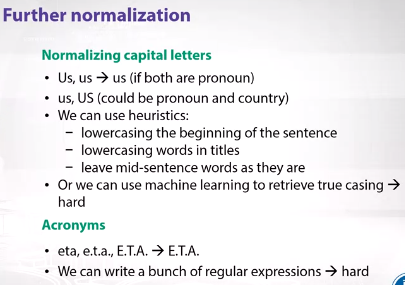 Further normalization
Normalizing capital letters
• Us, us → us (if both are pronoun)
• us, US (could be pronoun and country)
• We can use heuristics:
– lowercasing the beginning of the sentence
– lowercasing words in titles
– leave mid-sentence words as they are
• Or we can use machine learning to retrieve true casing →
hard
Acronyms
• eta, e.t.a., E.T.A. → E.T.A.
• We can write a bunch of regular expressions → hard